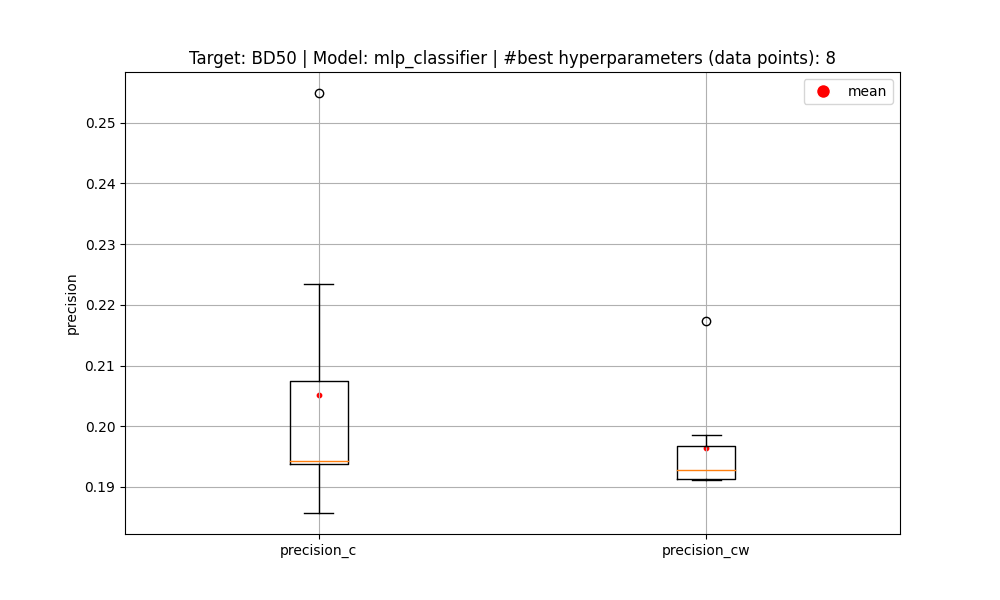 Target: BD50 | Model: mlp_classifier | #best hyperparameters (data points): 8
mean
0.25
0.24
0.23
0.22
0.21
0.20
0.19
precision
precision_c
precision_cw